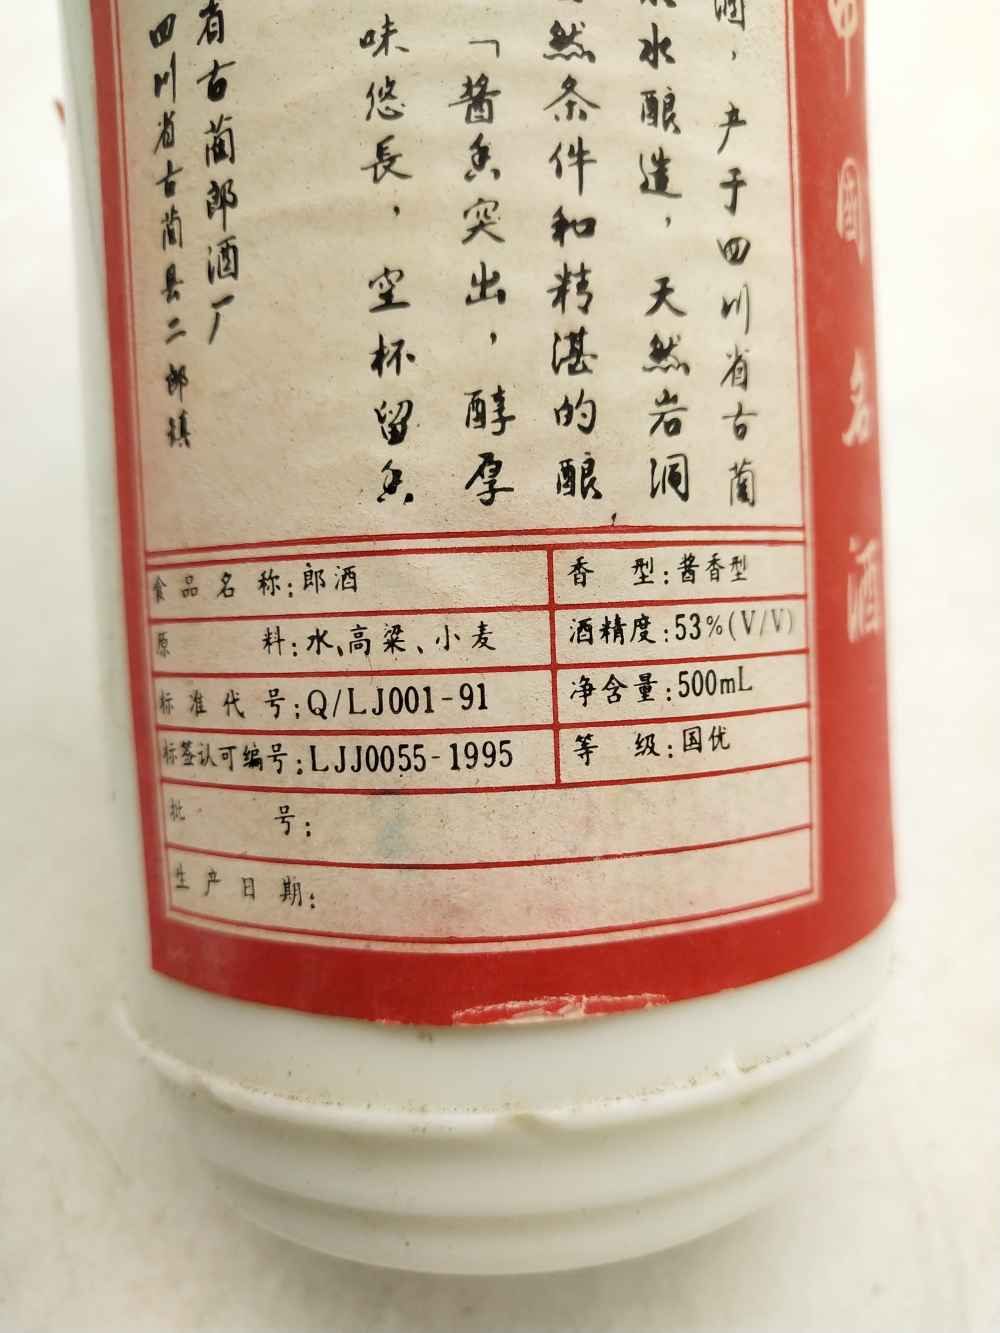 中国名酒
酒，产于四川省古蔺
水酿造，天然岩洞
然条件和精湛的酿
「酱香突出，醇厚
味悠長，空杯留香
省古蔺郎酒厂
四川省古蔺县二郎镇
食品名称：郎酒
香型：酱香型
原料：水、高粱、小麦
酒精度：53%(V/V)
标准代号：Q/LJ001-91
净含量：500mL
标签认可编号：LJJ0055-1995
等级：国优
批号：
生产日期：